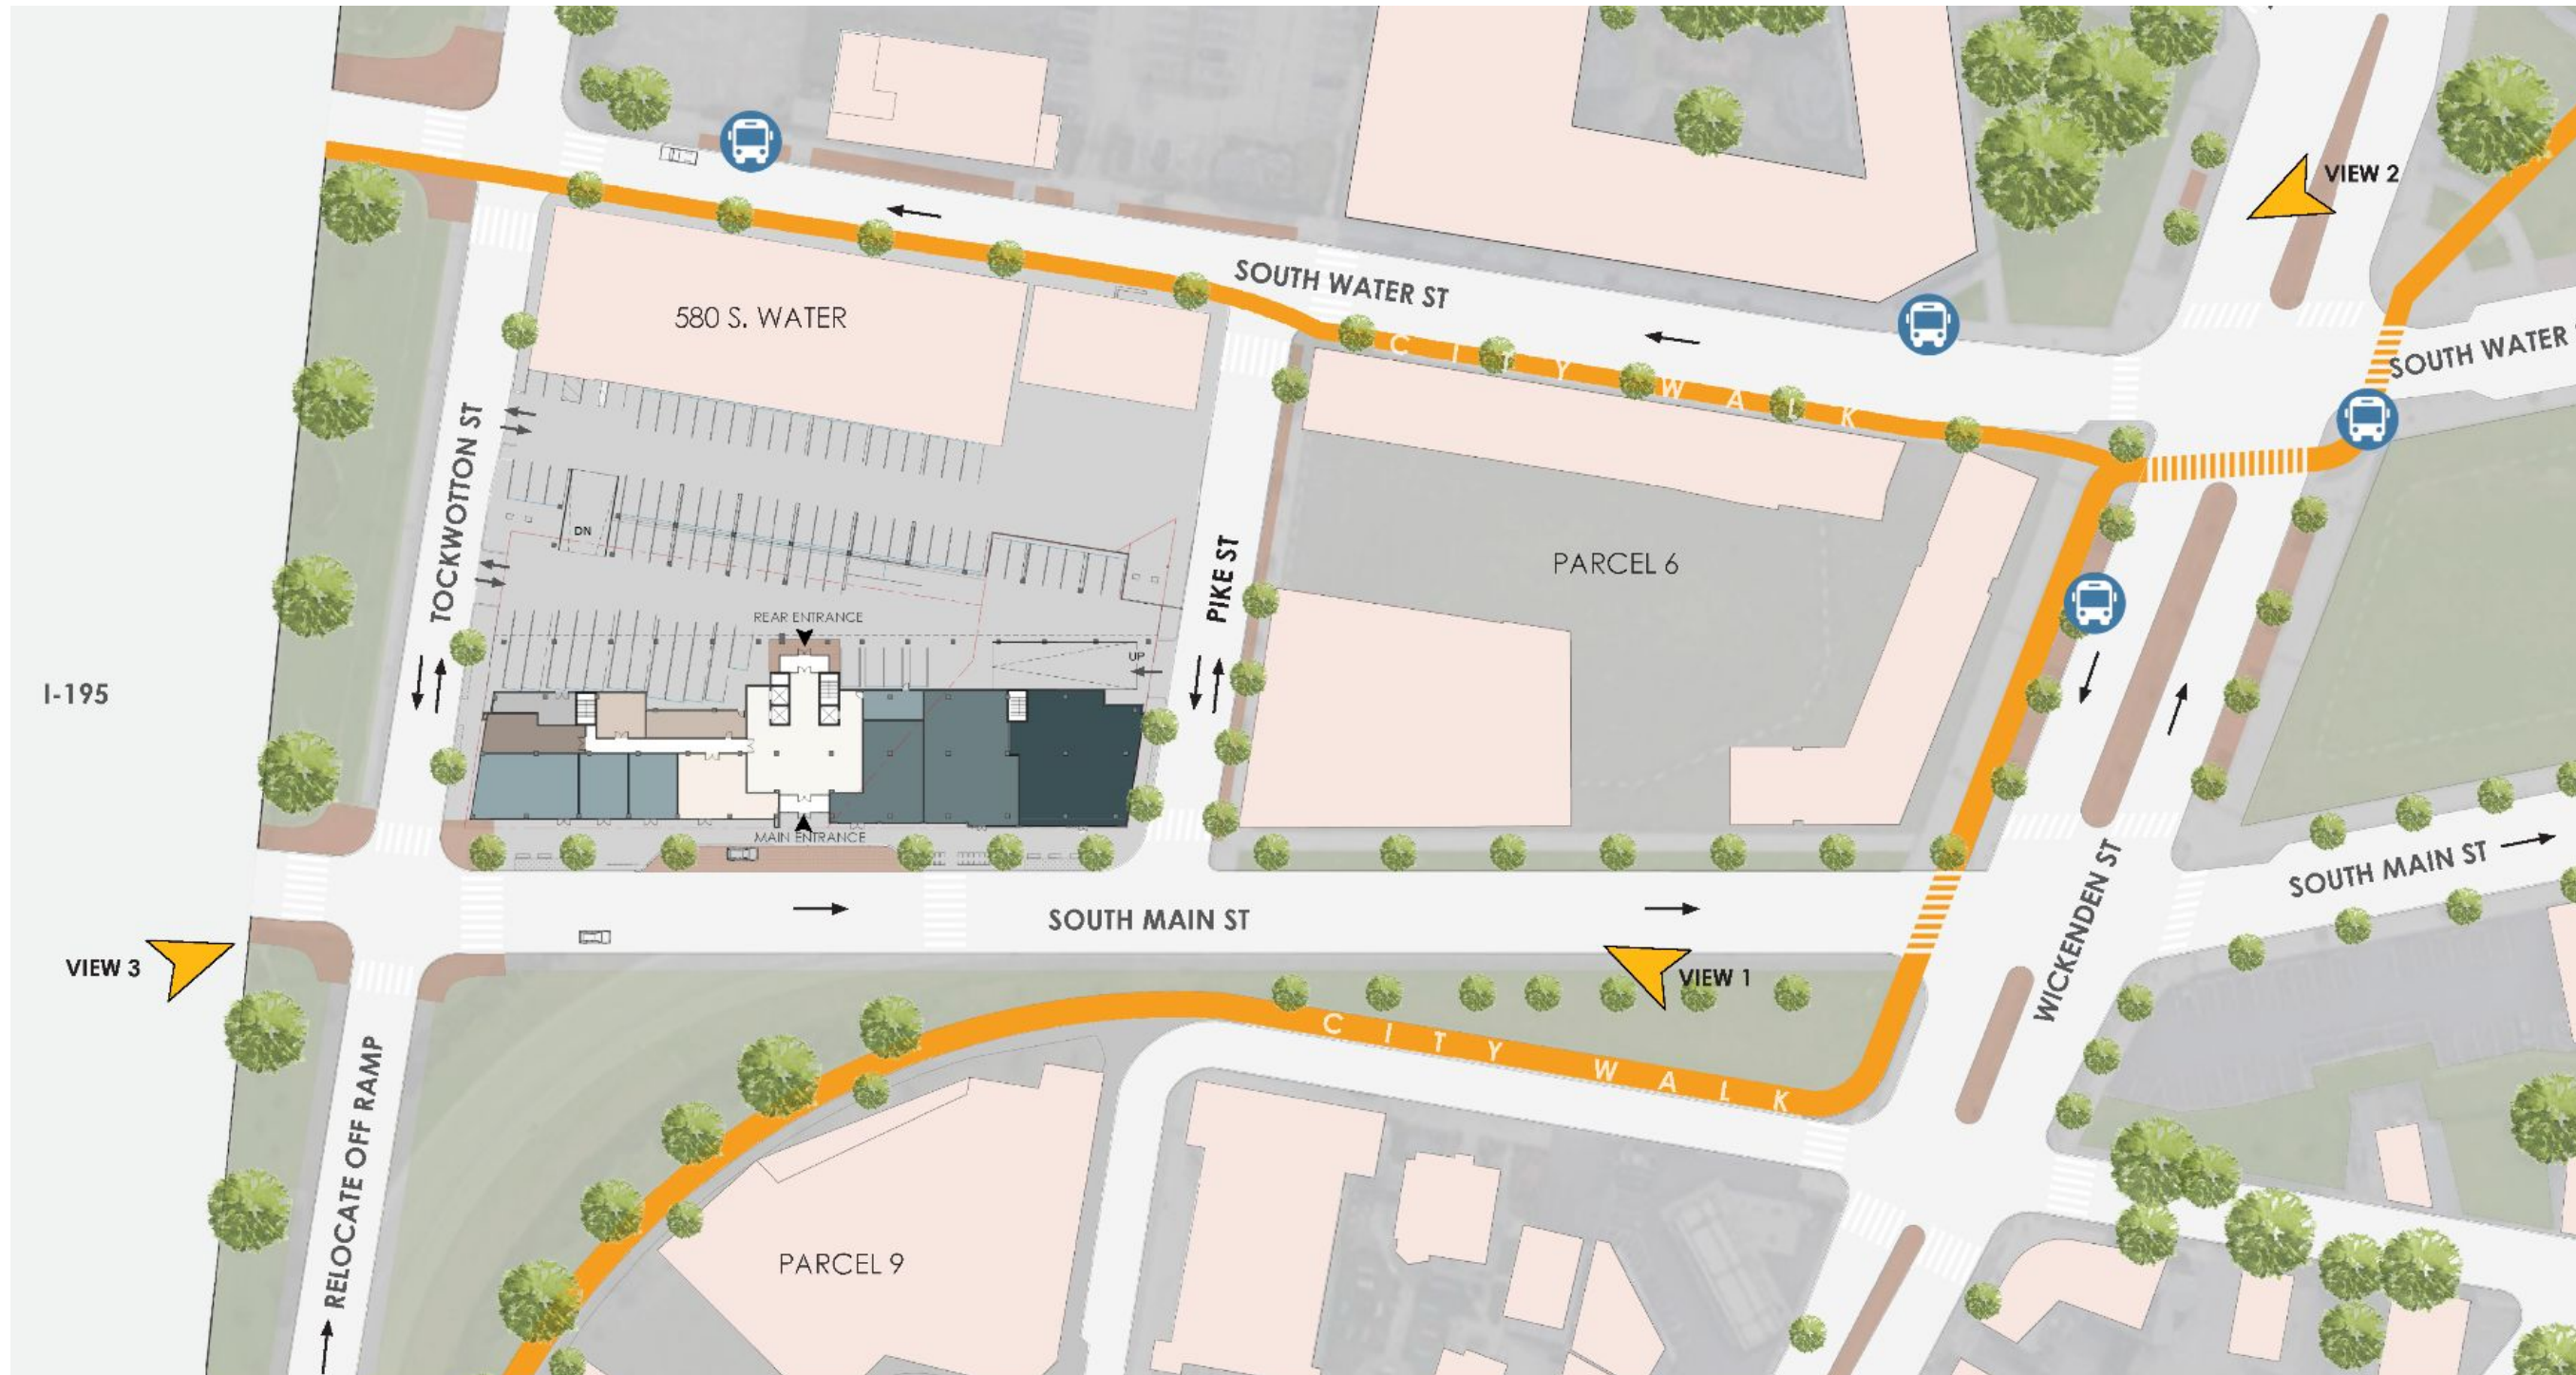 VIEW 2
SOUTH WATER ST
580 S. WATER
CITY WALK
SOUTH WATER
TOCKWOTTON ST
DN
PIKE ST
PARCEL 6
REAR ENTRANCE
UP
I-195
MAIN ENTRANCE
SOUTH MAIN ST
SOUTH MAIN ST
WICKENDEN ST
VIEW 3
VIEW 1
CITY WALK
RELOCATE OFF RAMP
PARCEL 9